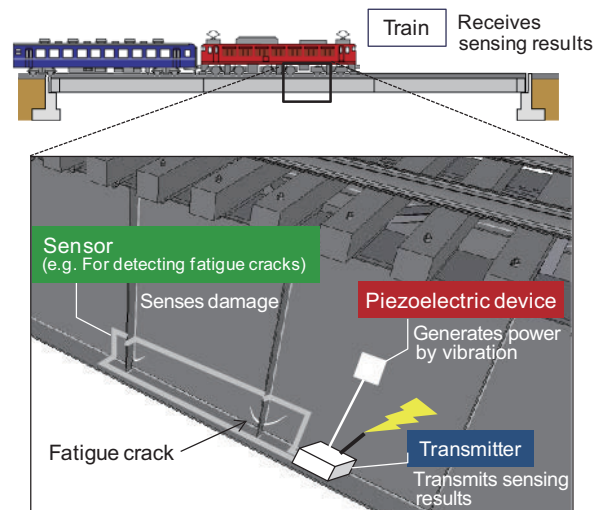 Train
Receives
sensing results
Sensor
(e.g. For detecting fatigue cracks)
Senses damage
Piezoelectric device
Generates power
by vibration
Fatigue crack
Transmitter
Transmits sensing
results